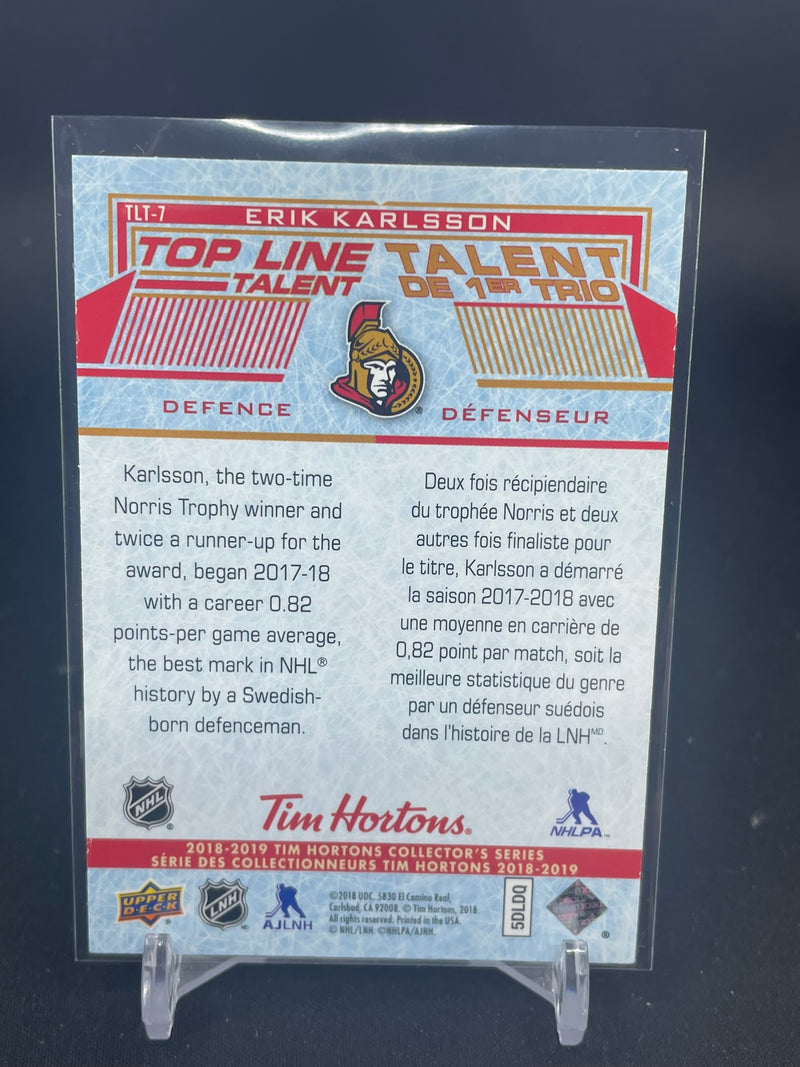 TLT-7
ERIK KARLSSON
TOP LINE
TALENT
TALENT
DE 1ER TRIO
DEFENCE
DÉFENSEUR
Karlsson, the two-time
Norris Trophy winner and
twice a runner-up for the
award, began 2017-18
with a career 0.82
points-per game average,
the best mark in NHL®
history by a Swedish-
born defenceman.
Deux fois récipiendaire
du trophée Norris et deux
autres fois finaliste pour
le titre, Karlsson a démarré
la saison 2017-2018 avec
une moyenne en carrière de
0,82 point par match, soit la
meilleure statistique du genre
par un défenseur suédois
dans l'histoire de la LNHMD.
NHL
®
Tim Hortons®
NHLPA™
2018-2019 TIM HORTONS COLLECTOR'S SERIES
SÉRIE DES COLLECTIONNEURS TIM HORTONS 2018-2019
UPPER
DECK
LNH
MD
AJLNH
©2018 UDC. 5830 El Camino Real,
Carlsbad, CA 92008. © Tim Hortons, 2018.
All rights reserved. Printed in the USA.
© NHL/LNH. ©NHLPA/AJNH.
5DLDQ
®